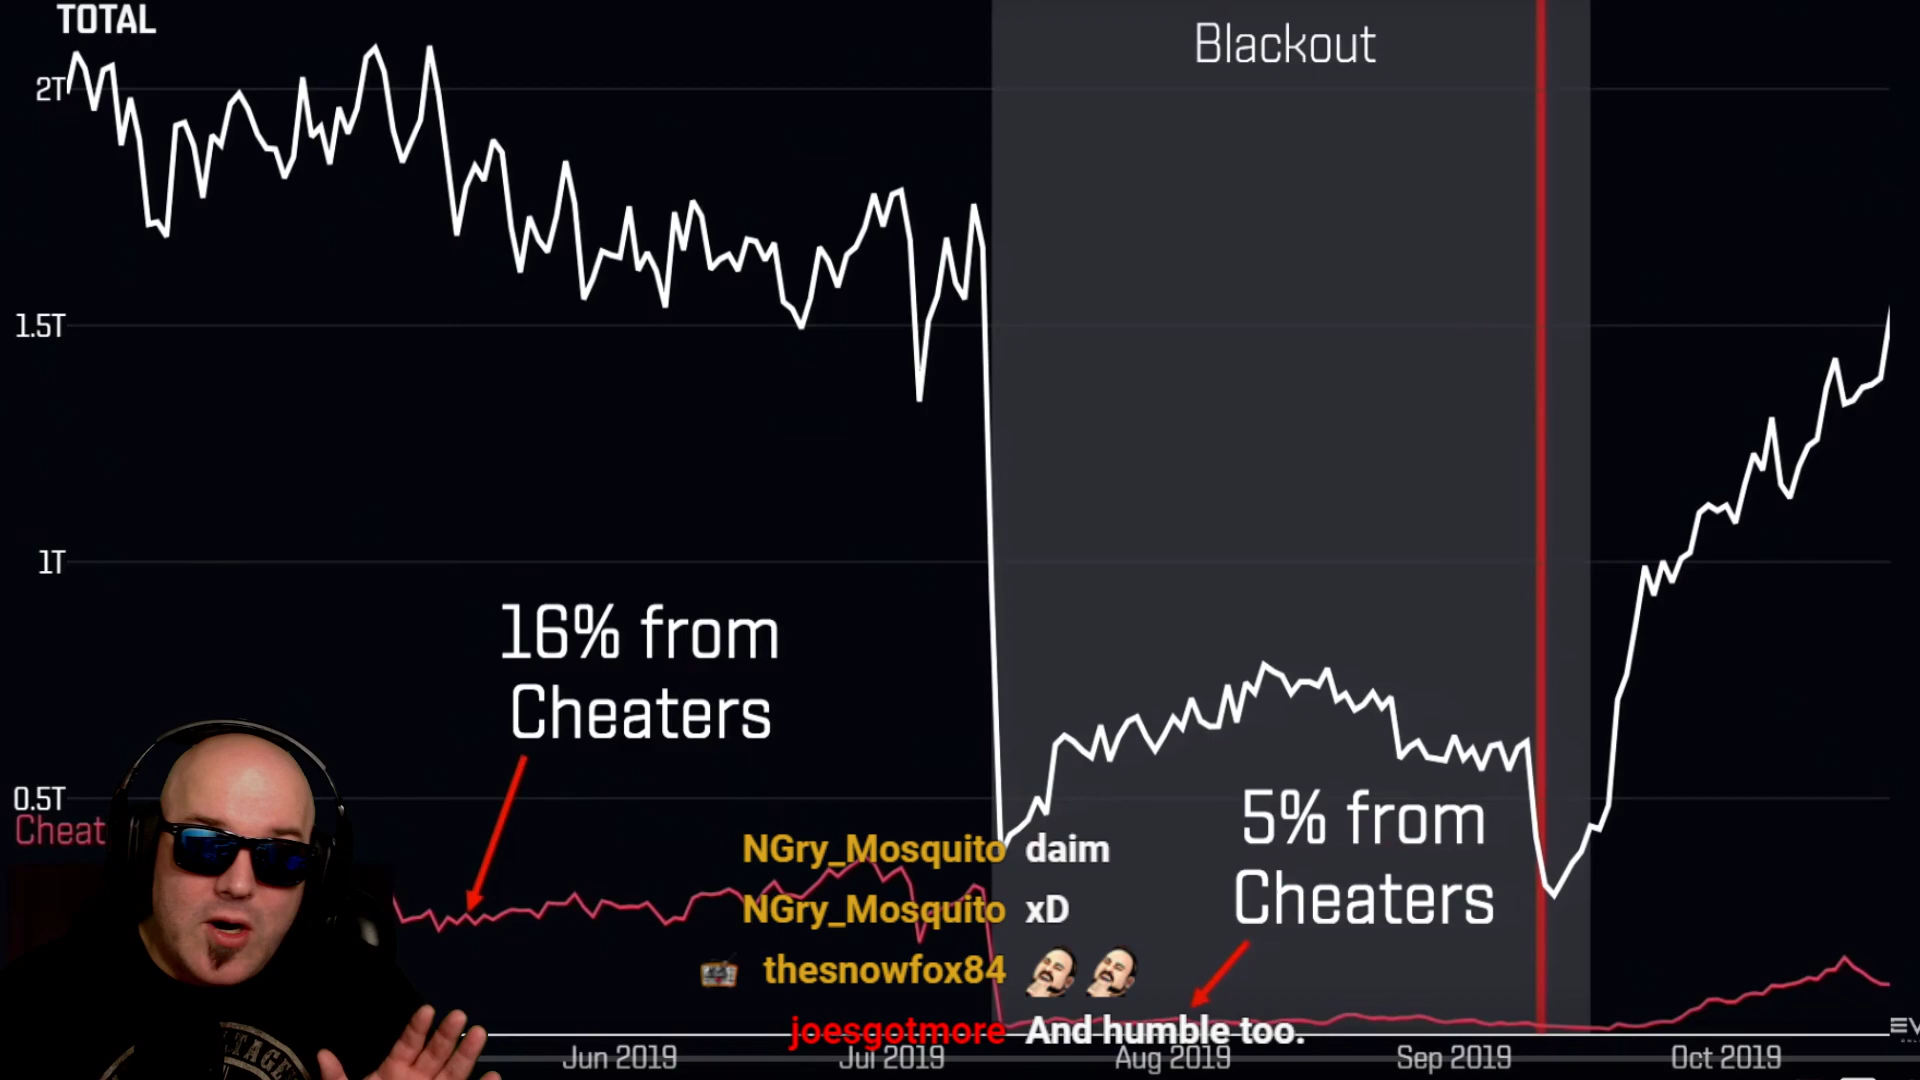 TOTAL
Blackout
2T
1.5T
1T
16% from
Cheaters
0.5T
Cheat
5% from
Cheaters
NGry_Mosquito daim
NGry_Mosquito xD
thesnowfox84
joesgotmore And humble too.
EV
Jun 2019
Jul 2019
Aug 2019
Sep 2019
Oct 2019